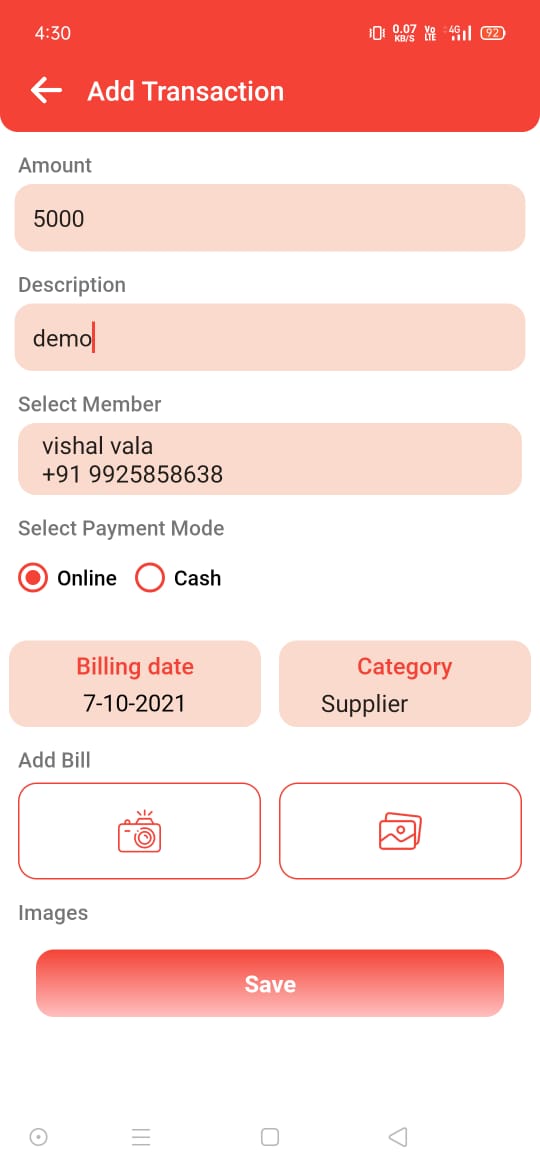 4:30
0.07 KB/S Vo LTE 4G 92
Add Transaction
Amount
5000
Description
demo
Select Member
vishal vala
+91 9925858638
Select Payment Mode
Online Cash
Billing date Category
7-10-2021 Supplier
Add Bill
Images
Save